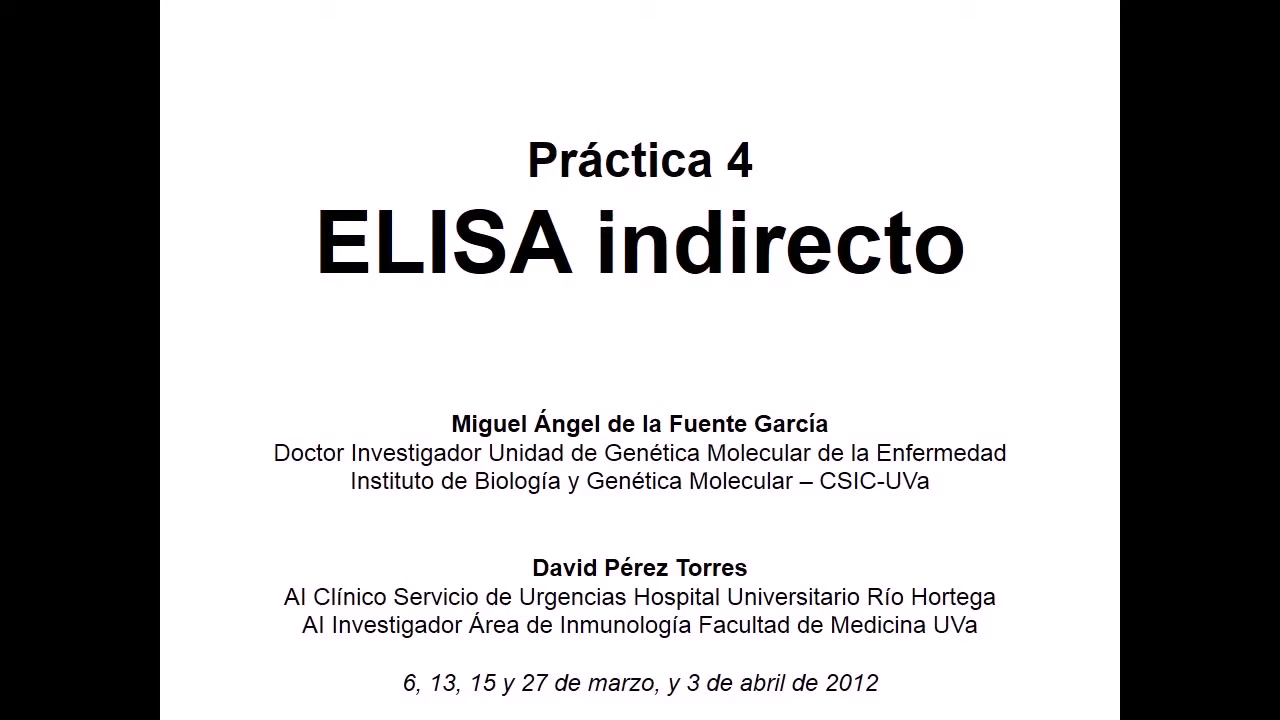 Práctica 4
ELISA indirecto
Miguel Ángel de la Fuente García
Doctor Investigador Unidad de Genética Molecular de la Enfermedad
Instituto de Biología y Genética Molecular – CSIC-UVa
David Pérez Torres
AI Clínico Servicio de Urgencias Hospital Universitario Río Hortega
AI Investigador Área de Inmunología Facultad de Medicina UVa
6, 13, 15 y 27 de marzo, y 3 de abril de 2012